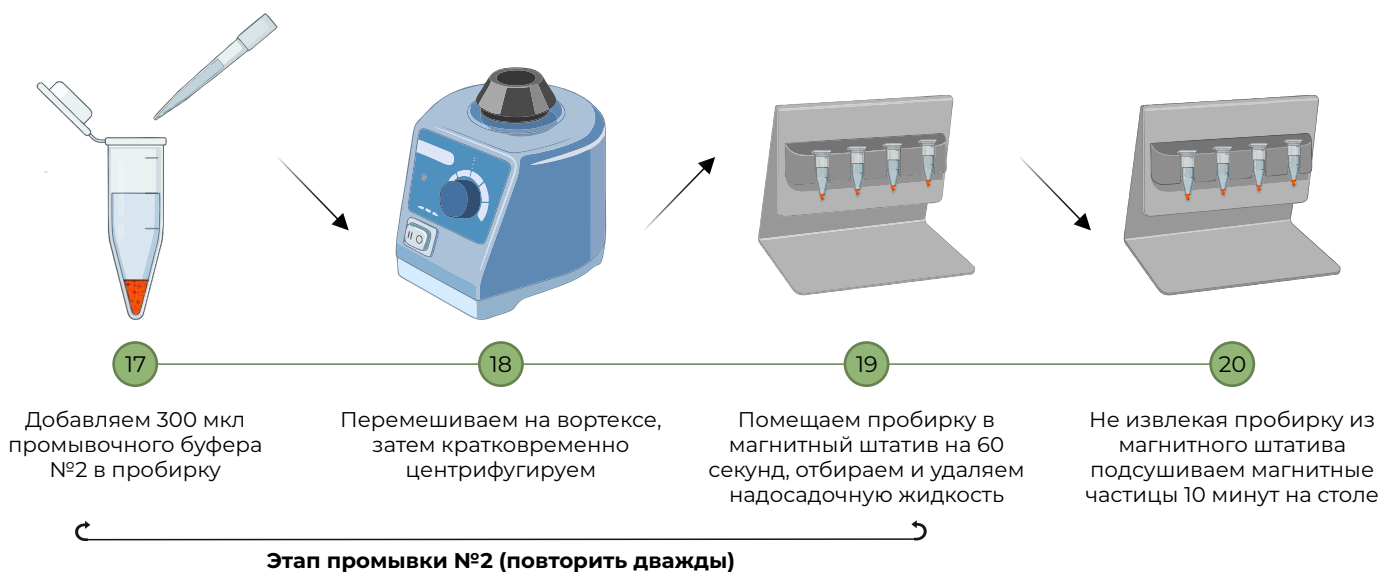 17
18
19
20
Добавляем 300 мкл
промывочного буфера
№2 в пробирку
Перемешиваем на вортексе,
затем кратковременно
центрифугируем
Помещаем пробирку в
магнитный штатив на 60
секунд, отбираем и удаляем
надосадочную жидкость
Не извлекая пробирку из
магнитного штатива
подсушиваем магнитные
частицы 10 минут на столе
Этап промывки №2 (повторить дважды)